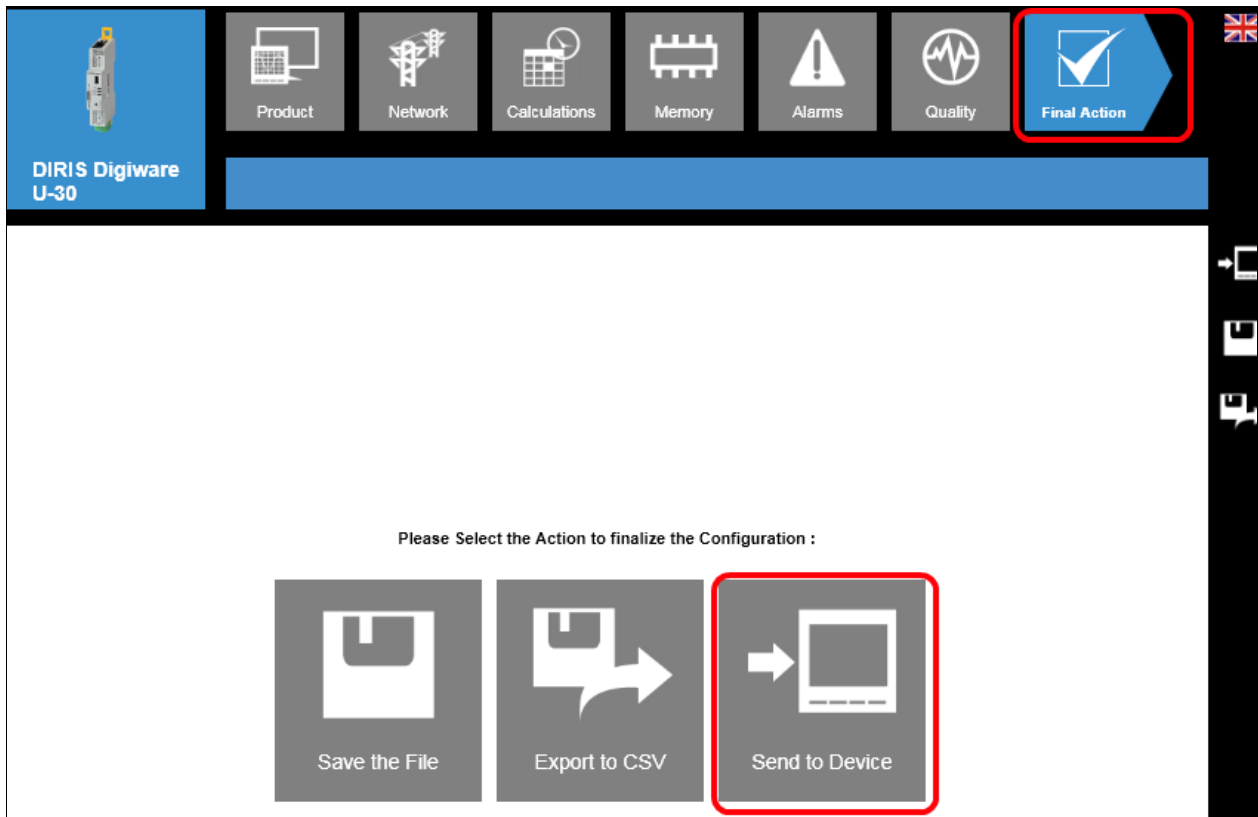 Product
Network
Calculations
Memory
Alarms
Quality
Final Action
DIRIS Digiware
U-30
Please Select the Action to finalize the Configuration :
Save the File
Export to CSV
Send to Device